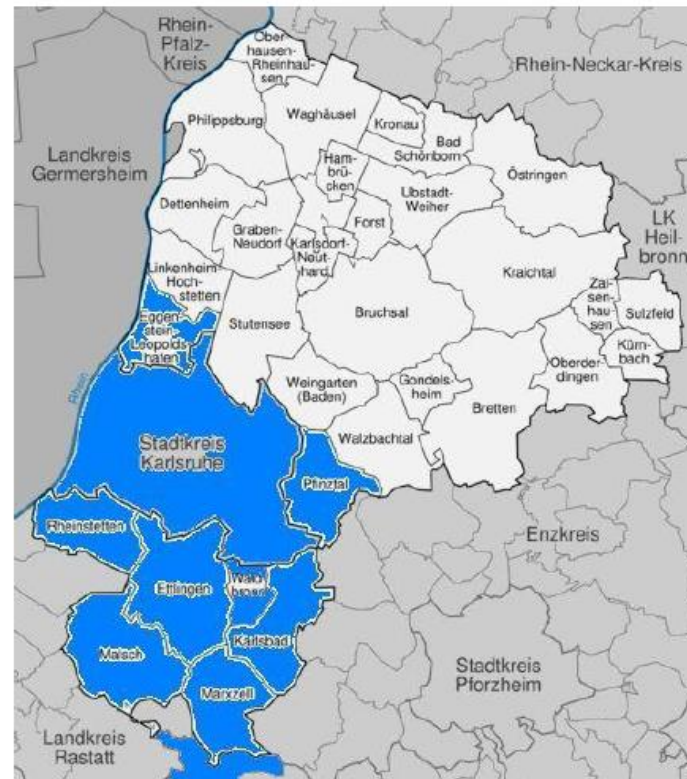 Rhein-
Pfalz-
Kreis
Ober
hausen-
Rheinhau-
sen
Rhein-Neckar-Kreis
Philippsburg
Waghäusel
Kronau
Bad
Schönborn
Landkreis
Germersheim
Ham-
brü-
cken
Östringen
Dettenheim
Ubstadt-
Weiher
LK
Heil-
bronn
Graben-
Neudorf
Karlsdorf-
Neut-
hard
Forst
Linkenheim-
Hoch-
stetten
Kraichtal
Zai-
sen-
hau-
sen
Sulzfeld
Eggen-
stein-
Leopolds
hafen
Stutensee
Bruchsal
Kürn-
bach
Oberder-
dingen
Rhein
Weingarten
(Baden)
Gondels-
heim
Bretten
Stadtkreis
Karlsruhe
Walzbachtal
Pfinztal
Rheinstetten
Enzkreis
Ettlingen
Wald
bronn
Karlsbad
Malsch
Marxzell
Stadtkreis
Pforzheim
Landkreis
Rastatt